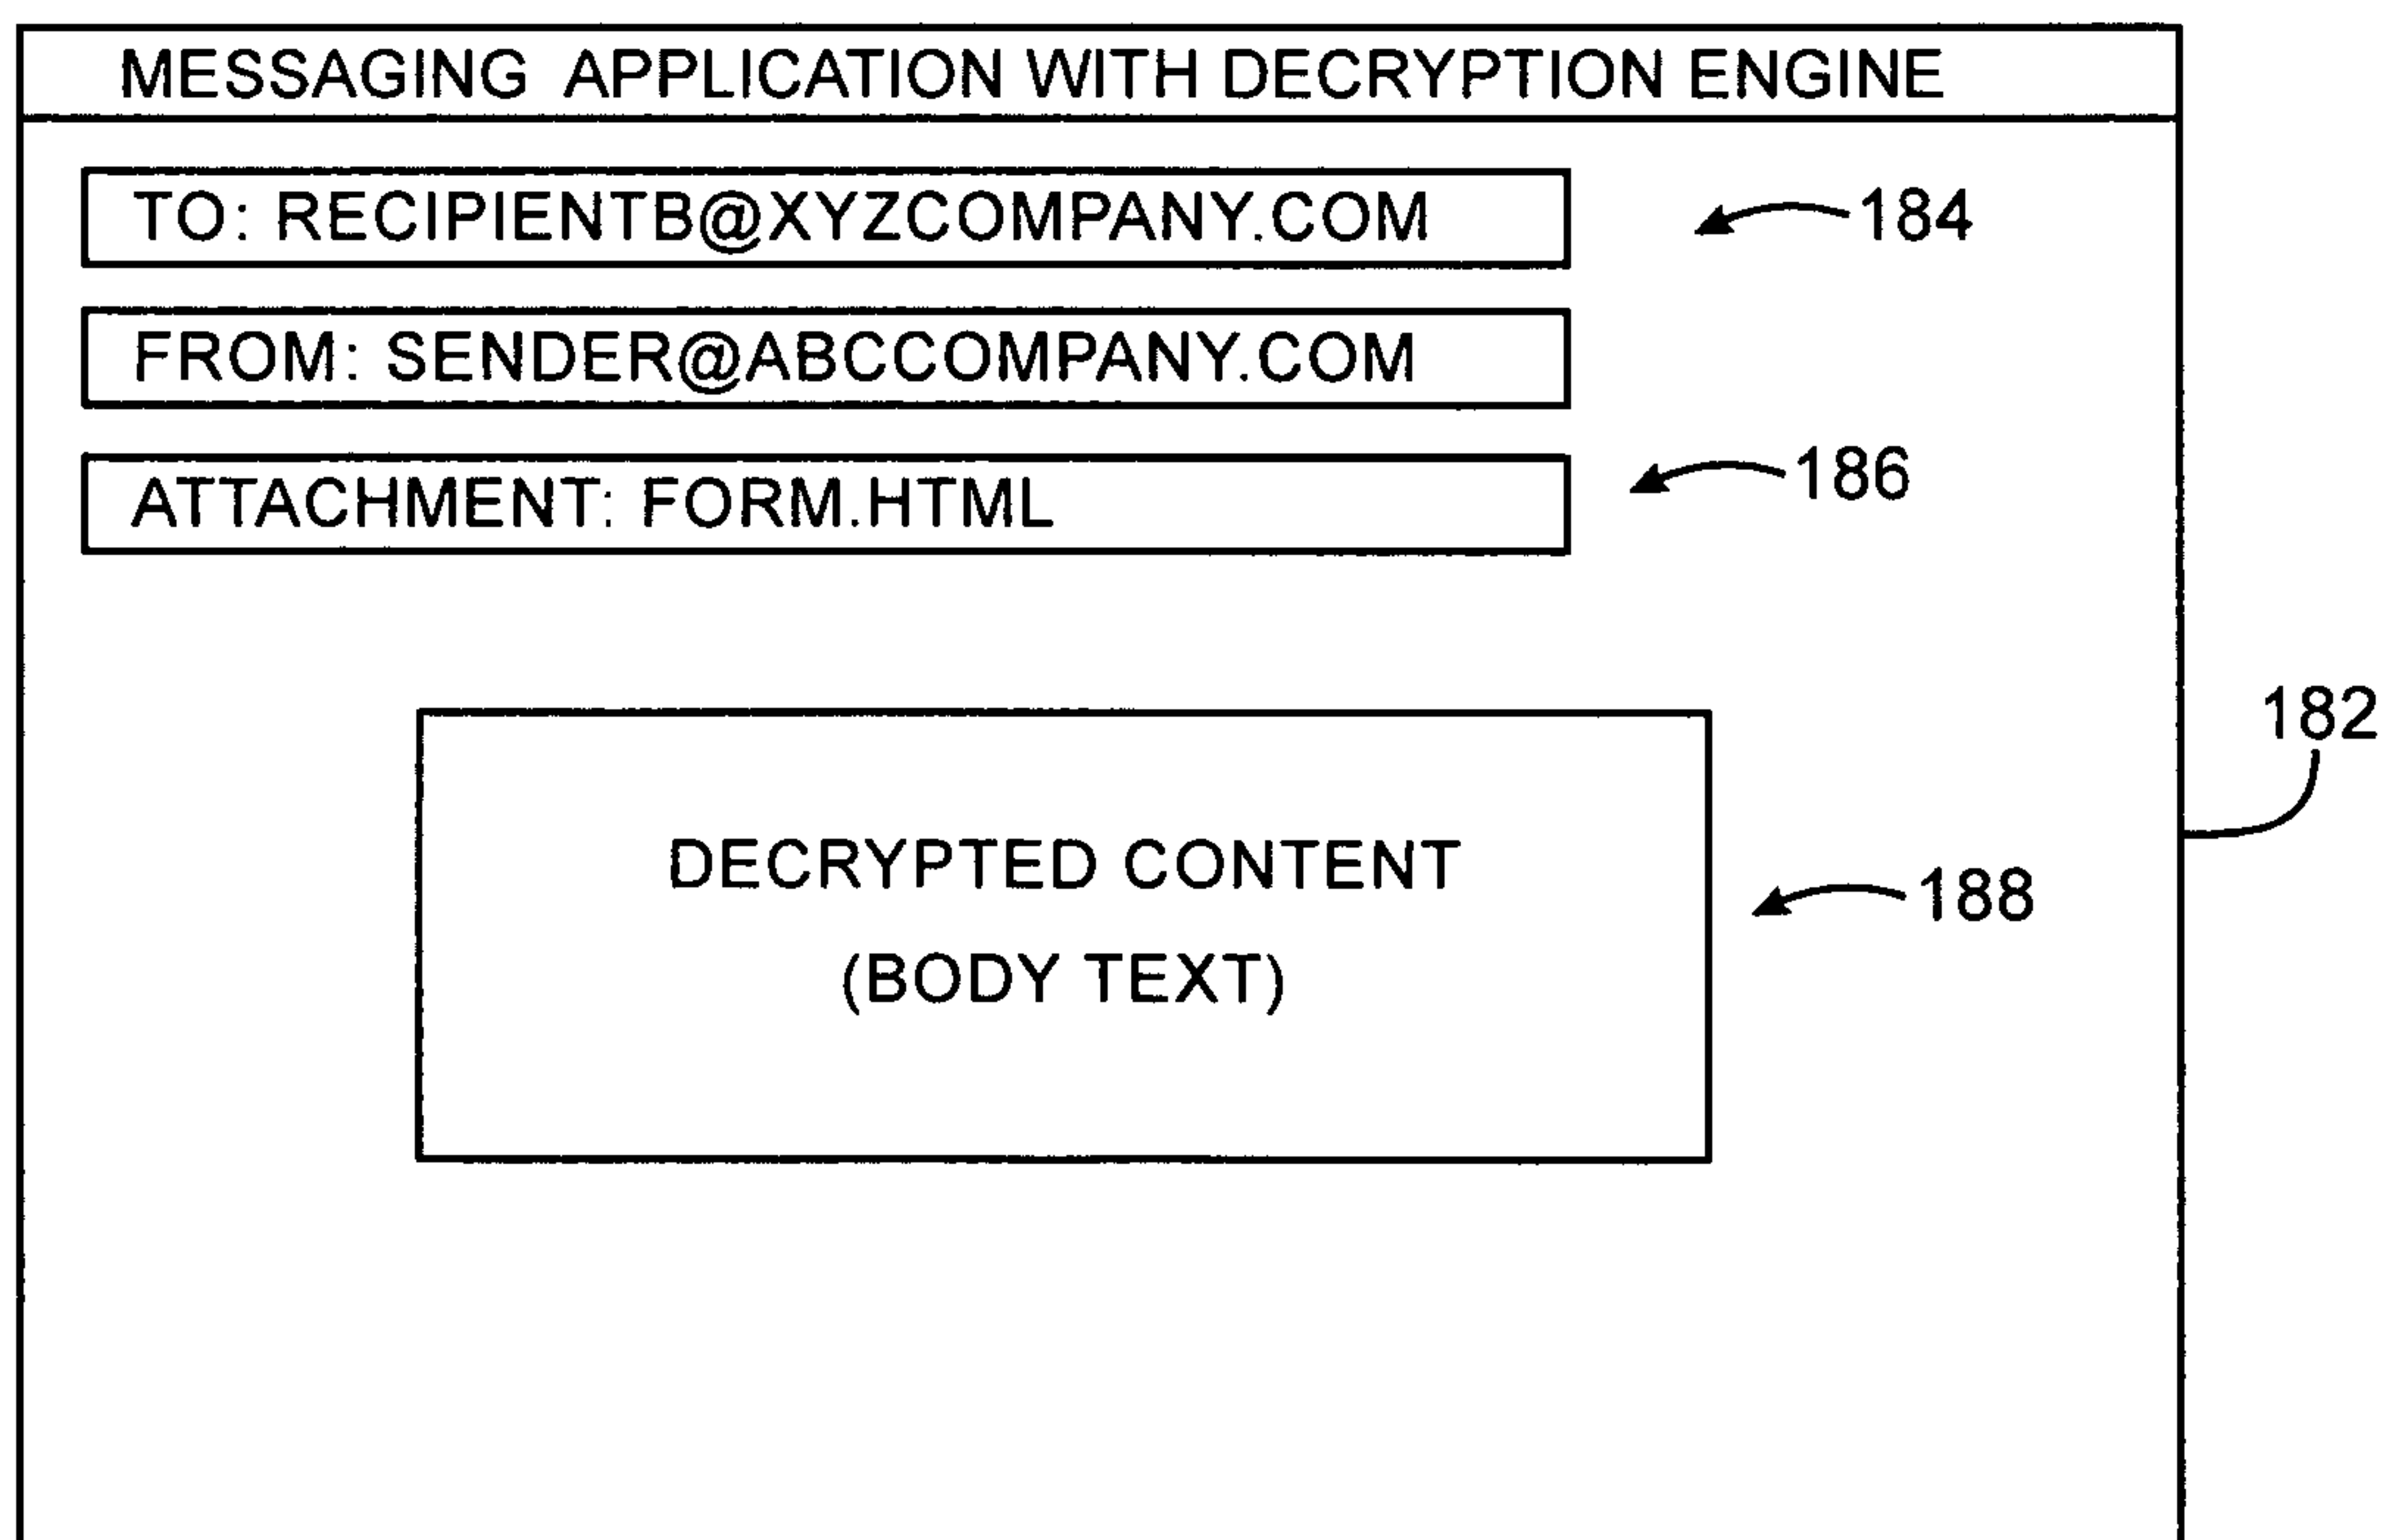 MESSAGING APPLICATION WITH DECRYPTION ENGINE
TO: RECIPIENTB@XYZCOMPANY.COM
184
FROM: SENDER@ABCCOMPANY.COM
ATTACHMENT: FORM.HTML
186
182
DECRYPTED CONTENT
188
(BODY TEXT)